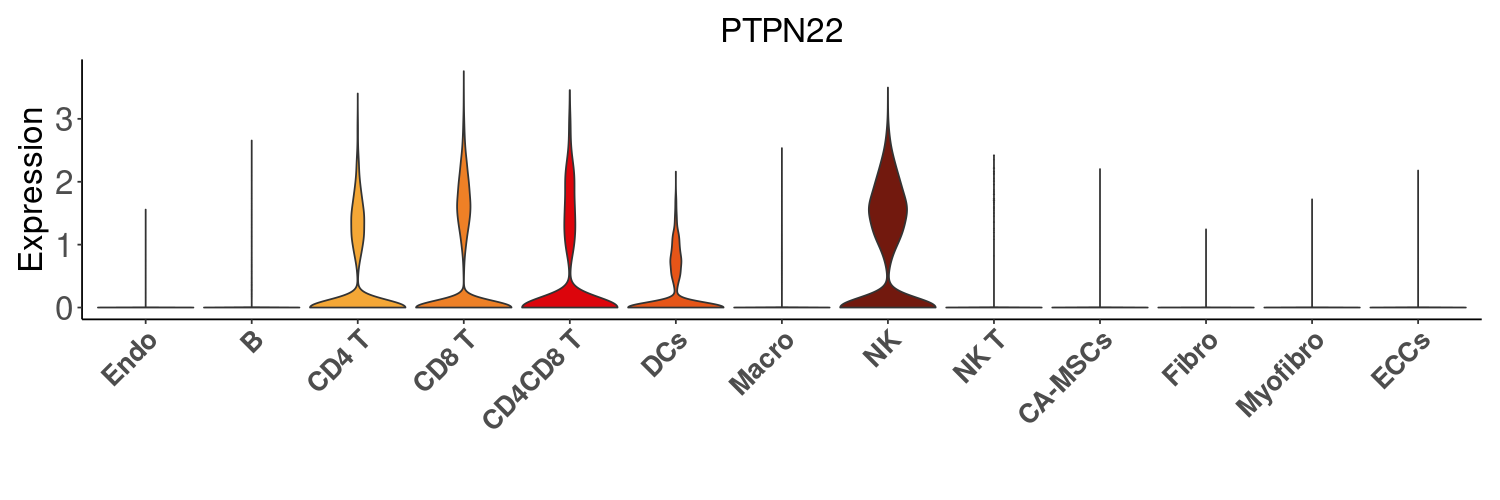 PTPN22
Expression
3
2
1
0
Endo
B
CD4 T
CD8 T
CD4CD8 T
DCs
Macro
NK
NK T
CA-MSCs
Fibro
Myofibro
ECCs